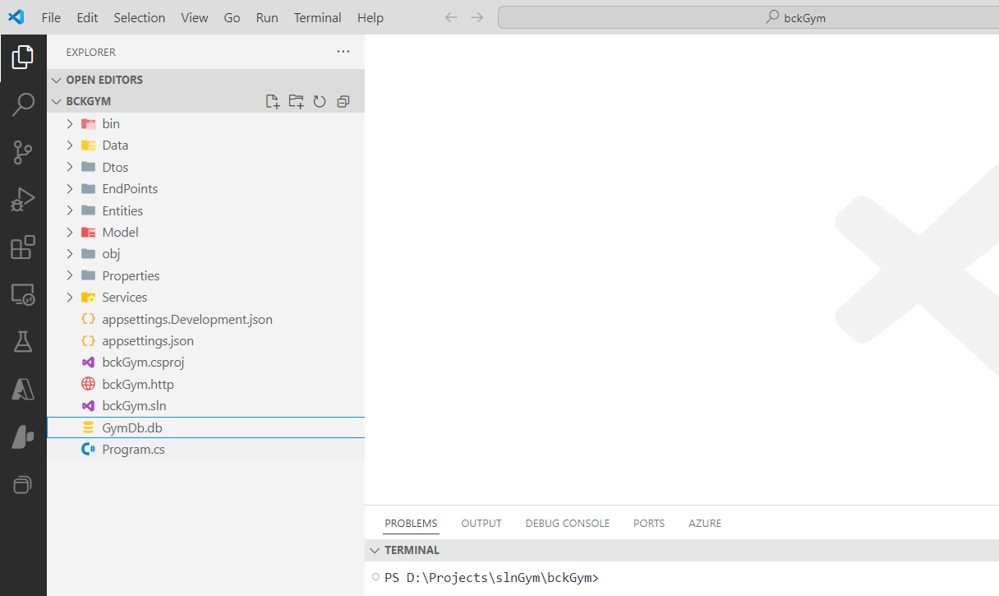 File Edit Selection View Go Run Terminal Help
bckGym
EXPLORER
OPEN EDITORS
BCKGYM
bin
Data
Dtos
EndPoints
Entities
Model
obj
Properties
Services
appsettings.Development.json
appsettings.json
bckGym.csproj
bckGym.http
bckGym.sln
GymDb.db
Program.cs
PROBLEMS OUTPUT DEBUG CONSOLE PORTS AZURE
TERMINAL
PS D:\Projects\slnGym\bckGym>